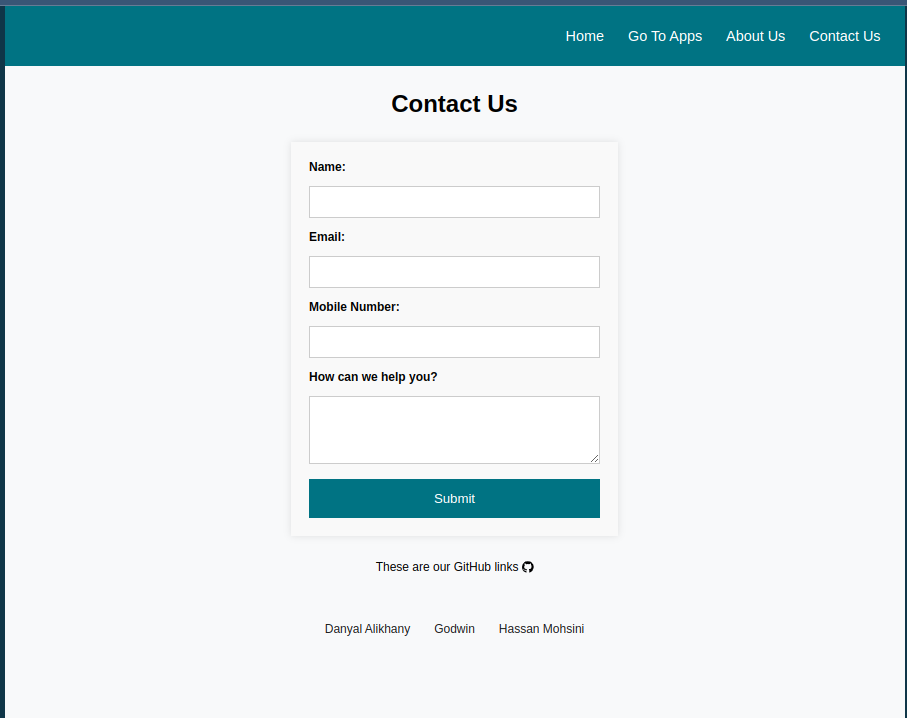 Home Go To Apps About Us Contact Us
Contact Us
Name:
Email:
Mobile Number:
How can we help you?
Submit
These are our GitHub links
Danyal Alikhany Godwin Hassan Mohsini